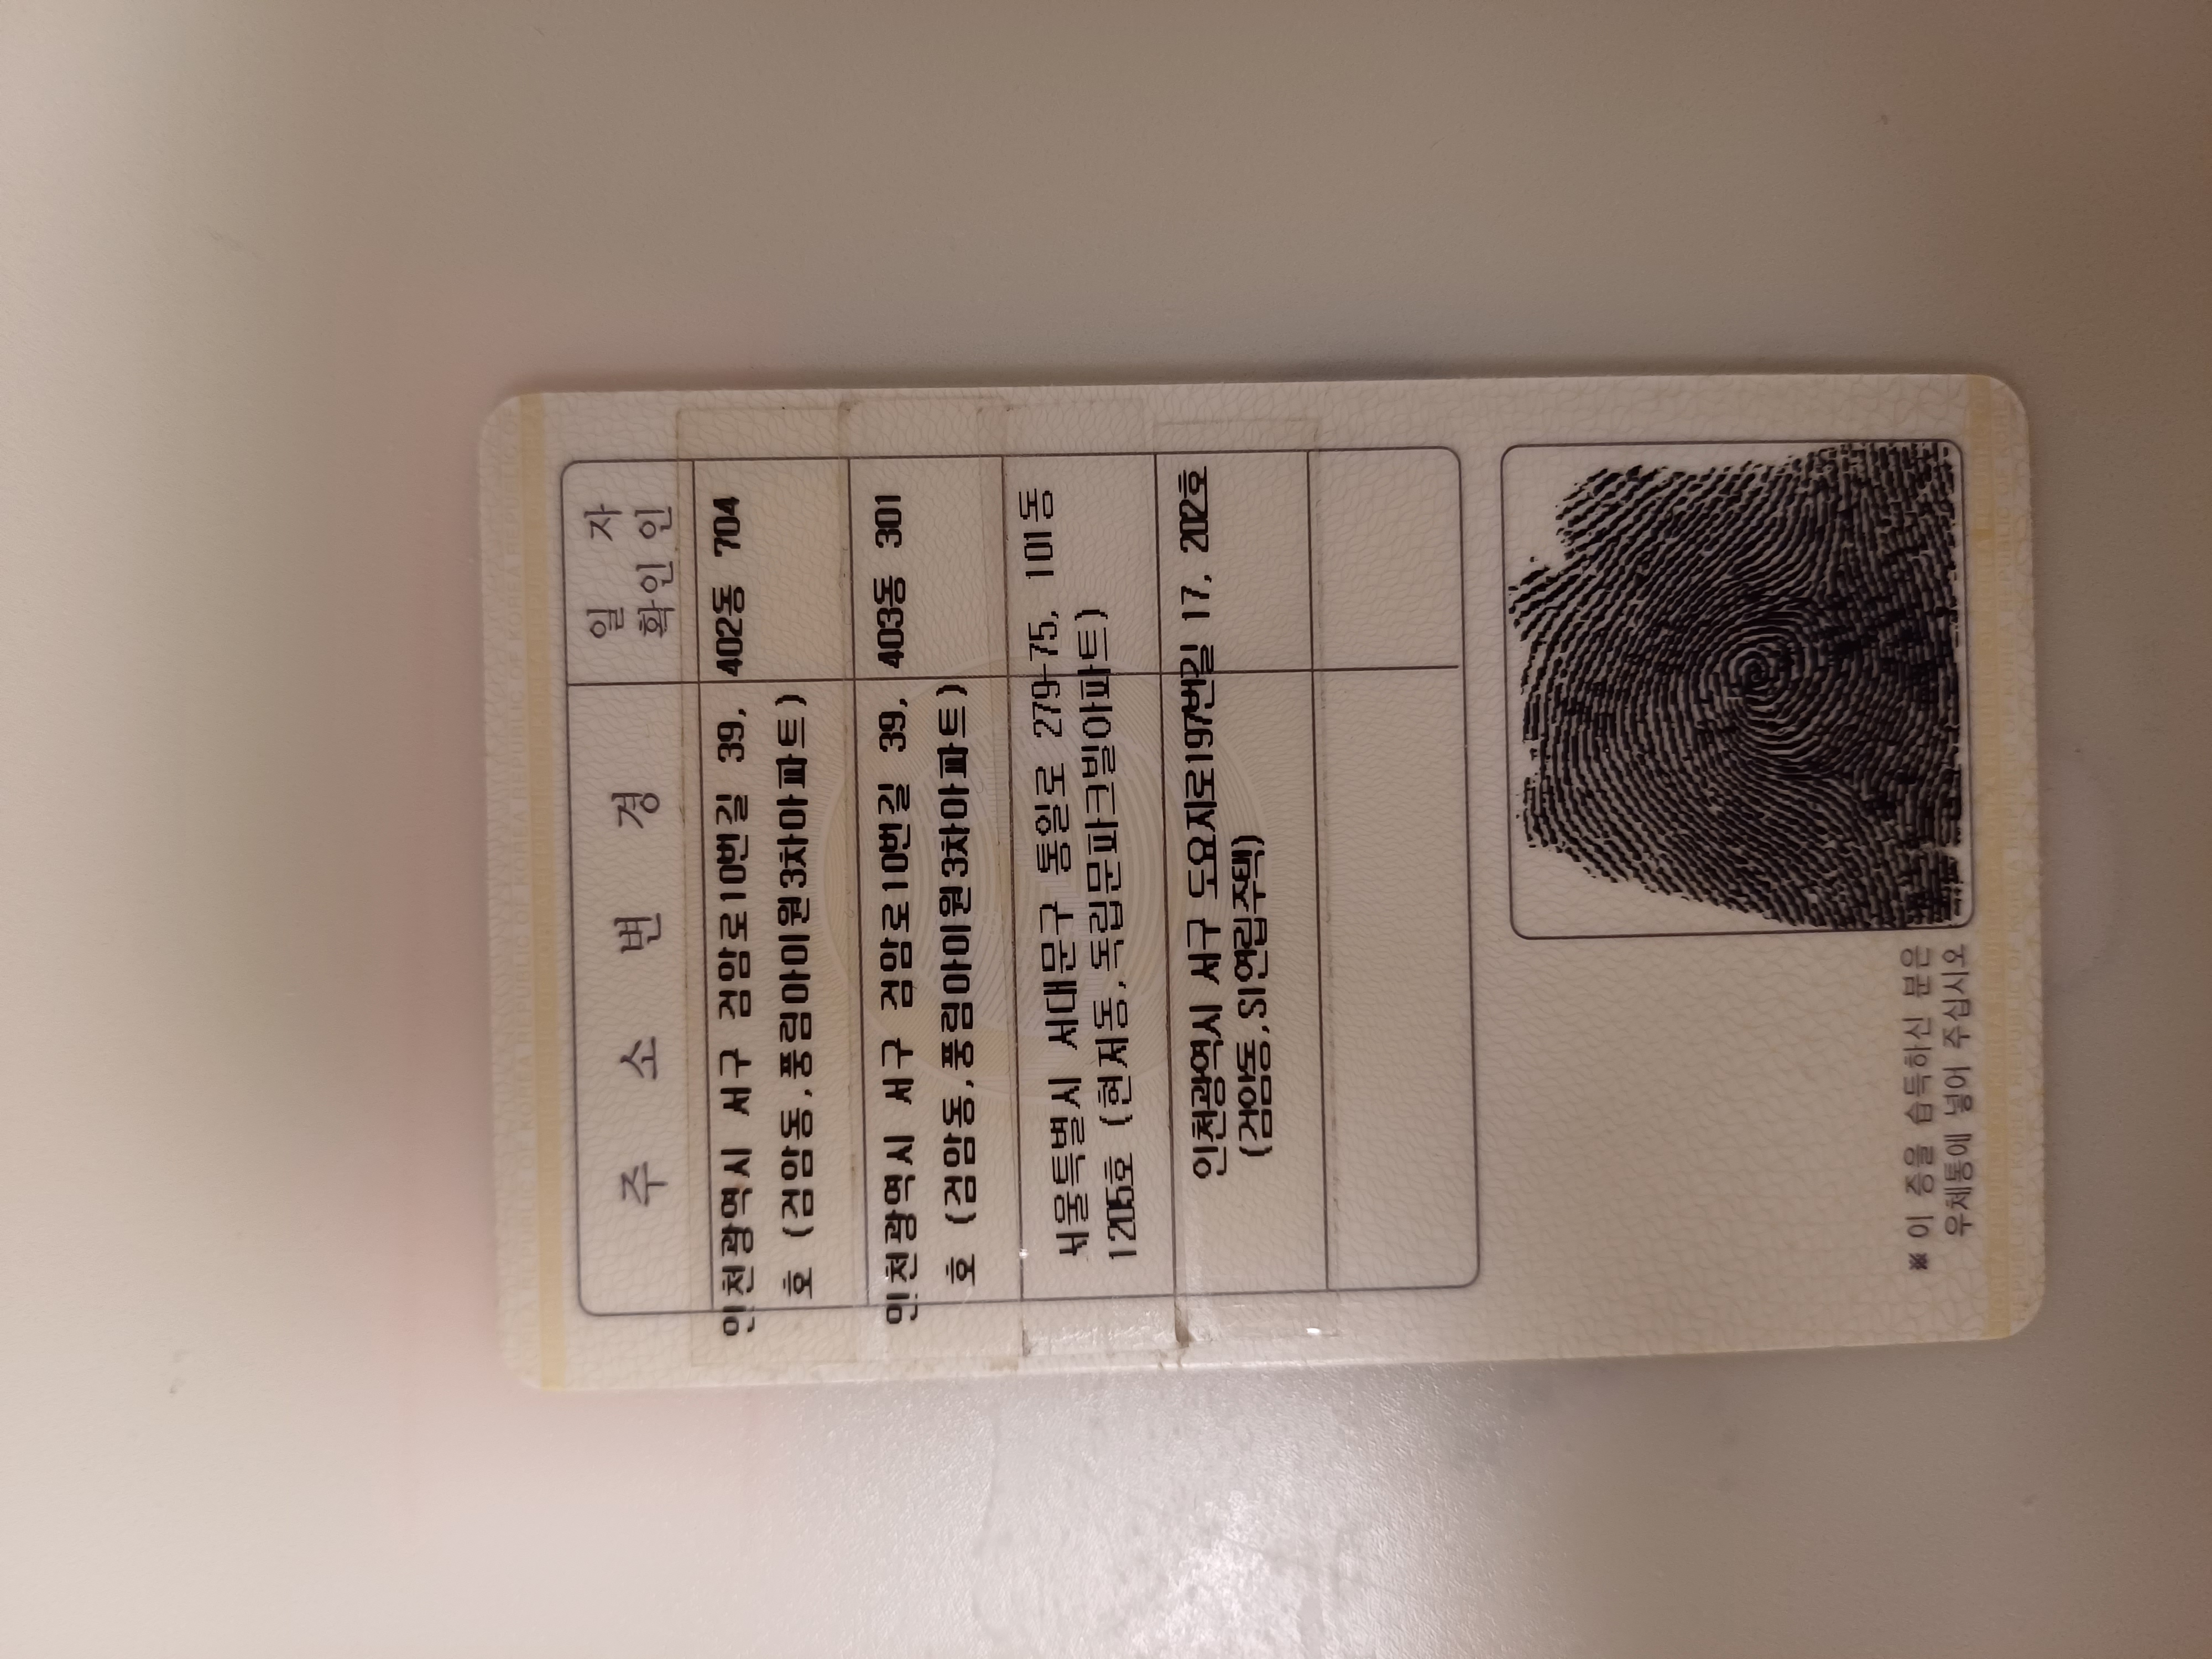 주 소 변 경
일 자
확인인
인천광역시 서구 검암로10번길 39, 402동 704
호 (검암동,풍림아이원3차아파트)
인천광역시 서구 검암로10번길 39, 403동 301
호 (검암동,풍림아이원3차아파트)
서울특별시 서대문구 통일로 279-75, 101동
1205호 (현저동, 독립문파크빌아파트)
인천광역시 서구 도요지로197번길 17, 202호
(검암동,SI연립주택)
※ 이 증을 습득하신 분은
우체통에 넣어 주십시오